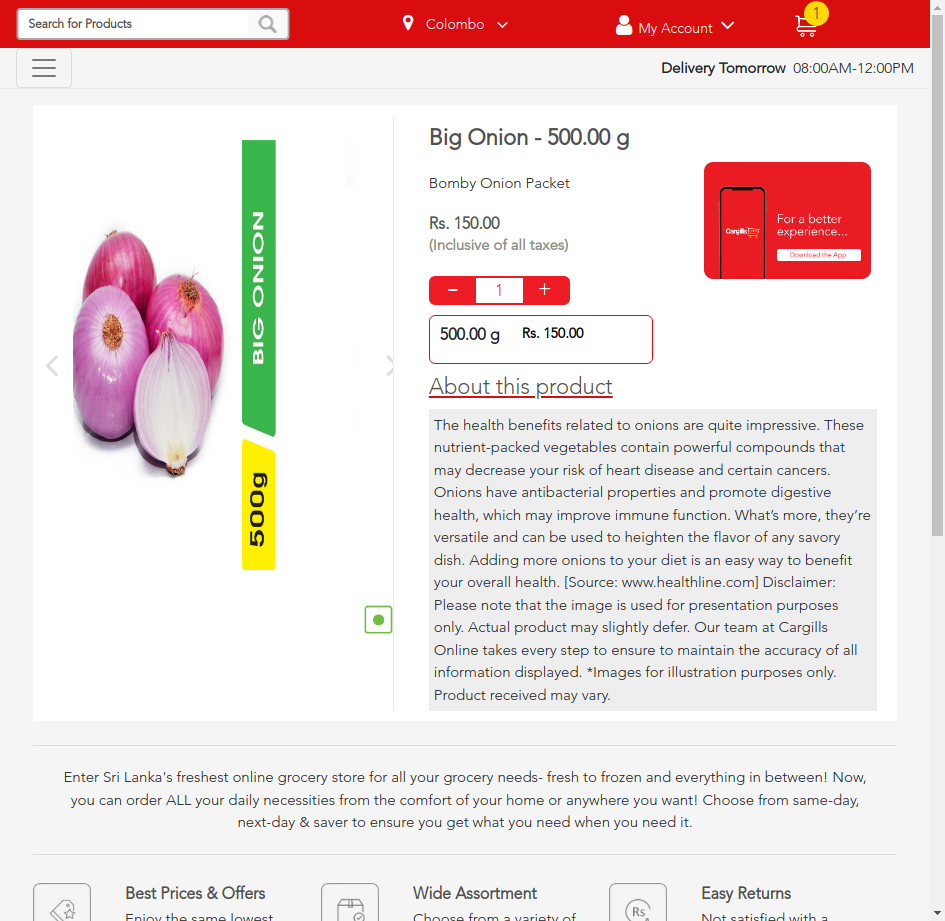 Search for Products
Colombo
My Account
1
Delivery Tomorrow 08:00AM-12:00PM
BIG ONION
500g
Big Onion - 500.00 g
Bomby Onion Packet
Rs. 150.00
(Inclusive of all taxes)
Cargills
For a better
experience...
Download the App
- 1 +
500.00 g Rs. 150.00
About this product
The health benefits related to onions are quite impressive. These
nutrient-packed vegetables contain powerful compounds that
may decrease your risk of heart disease and certain cancers.
Onions have antibacterial properties and promote digestive
health, which may improve immune function. What’s more, they’re
versatile and can be used to heighten the flavor of any savory
dish. Adding more onions to your diet is an easy way to benefit
your overall health. [Source: www.healthline.com] Disclaimer:
Please note that the image is used for presentation purposes
only. Actual product may slightly defer. Our team at Cargills
Online takes every step to ensure to maintain the accuracy of all
information displayed. *Images for illustration purposes only.
Product received may vary.
Enter Sri Lanka's freshest online grocery store for all your grocery needs- fresh to frozen and everything in between! Now,
you can order ALL your daily necessities from the comfort of your home or anywhere you want! Choose from same-day,
next-day & saver to ensure you get what you need when you need it.
Best Prices & Offers
Enjoy the same lowest
Wide Assortment
Choose from a variety of
Rs
Easy Returns
Not satisfied with a